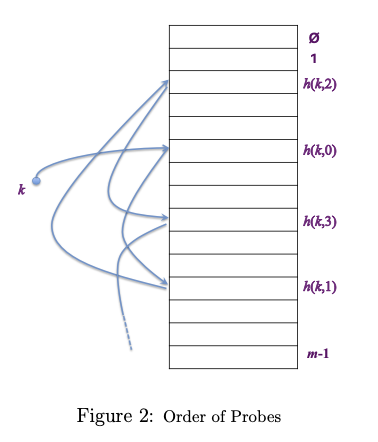 Ø
1
h(k,2)
h(k,0)
k
h(k,3)
h(k,1)
m-1
Figure 2: Order of Probes